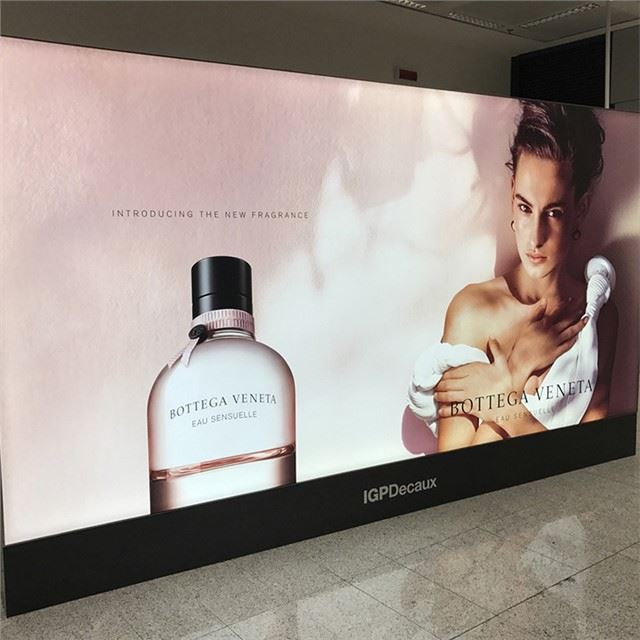 INTRODUCING THE NEW FRAGRANCE
BOTTEGA VENETA
EAU SENSUELLE
BOTTEGA VENETA
EAU SENSUELLE
IGPDecaux